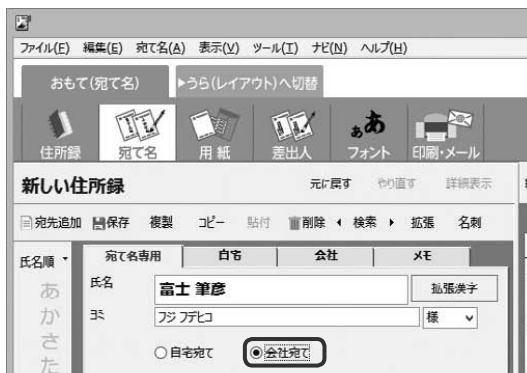 ファイル(F) 編集(E) 宛て名(A) 表示(V) ツール(T) ナビ(N) ヘルプ(H)
おもて(宛て名) ▶うら(レイアウト)へ切替
住所録 宛て名 用紙 差出人 フォント 印刷・メール
新しい住所録 元に戻す やり直す 詳細表示
宛先追加 保存 複製 コピー 貼付 削除 検索 拡張 名刺
氏名順 宛て名専用 自宅 会社 メモ
あ 氏名 富士 筆彦 拡張漢字
か ヨミ フジ フデヒコ 様
さ 自宅宛て 会社宛て
た